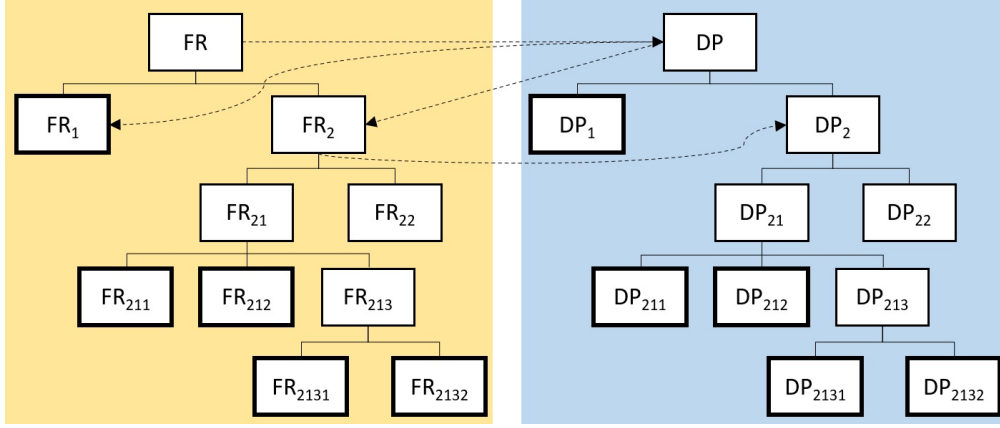 FR
DP
FR₁
FR₂
DP₁
DP₂
FR₂₁
FR₂₂
DP₂₁
DP₂₂
FR₂₁₁
FR₂₁₂
FR₂₁₃
DP₂₁₁
DP₂₁₂
DP₂₁₃
FR₂₁₃₁
FR₂₁₃₂
DP₂₁₃₁
DP₂₁₃₂